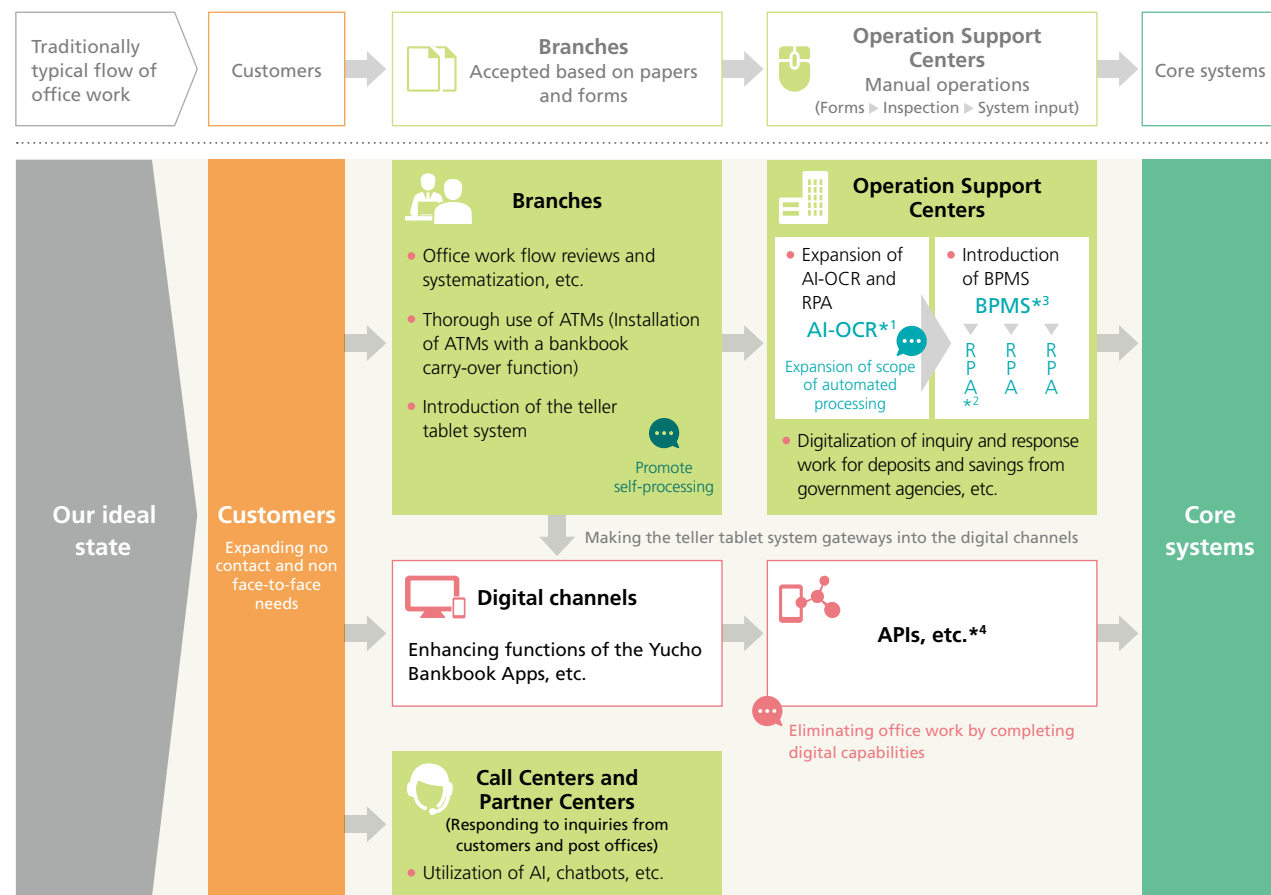 Traditionally
typical flow of
office work
Customers
Branches
Accepted based on papers
and forms
Operation Support
Centers
Manual operations
(Forms ▶ Inspection ▶ System input)
Core systems
Our ideal
state
Customers
Expanding no
contact and non
face-to-face
needs
Branches
• Office work flow reviews and
systematization, etc.
• Thorough use of ATMs (Installation
of ATMs with a bankbook
carry-over function)
• Introduction of the teller
tablet system
Promote
self-processing
Operation Support
Centers
• Expansion of
AI-OCR and
RPA
AI-OCR*1
Expansion of scope
of automated
processing
• Introduction
of BPMS
BPMS*3
RPA*2
RPA
RPA
• Digitalization of inquiry and response
work for deposits and savings from
government agencies, etc.
Making the teller tablet system gateways into the digital channels
Digital channels
Enhancing functions of the Yucho
Bankbook Apps, etc.
APIs, etc.*4
Eliminating office work by completing
digital capabilities
Call Centers and
Partner Centers
(Responding to inquiries from
customers and post offices)
• Utilization of AI, chatbots, etc.
Core
systems